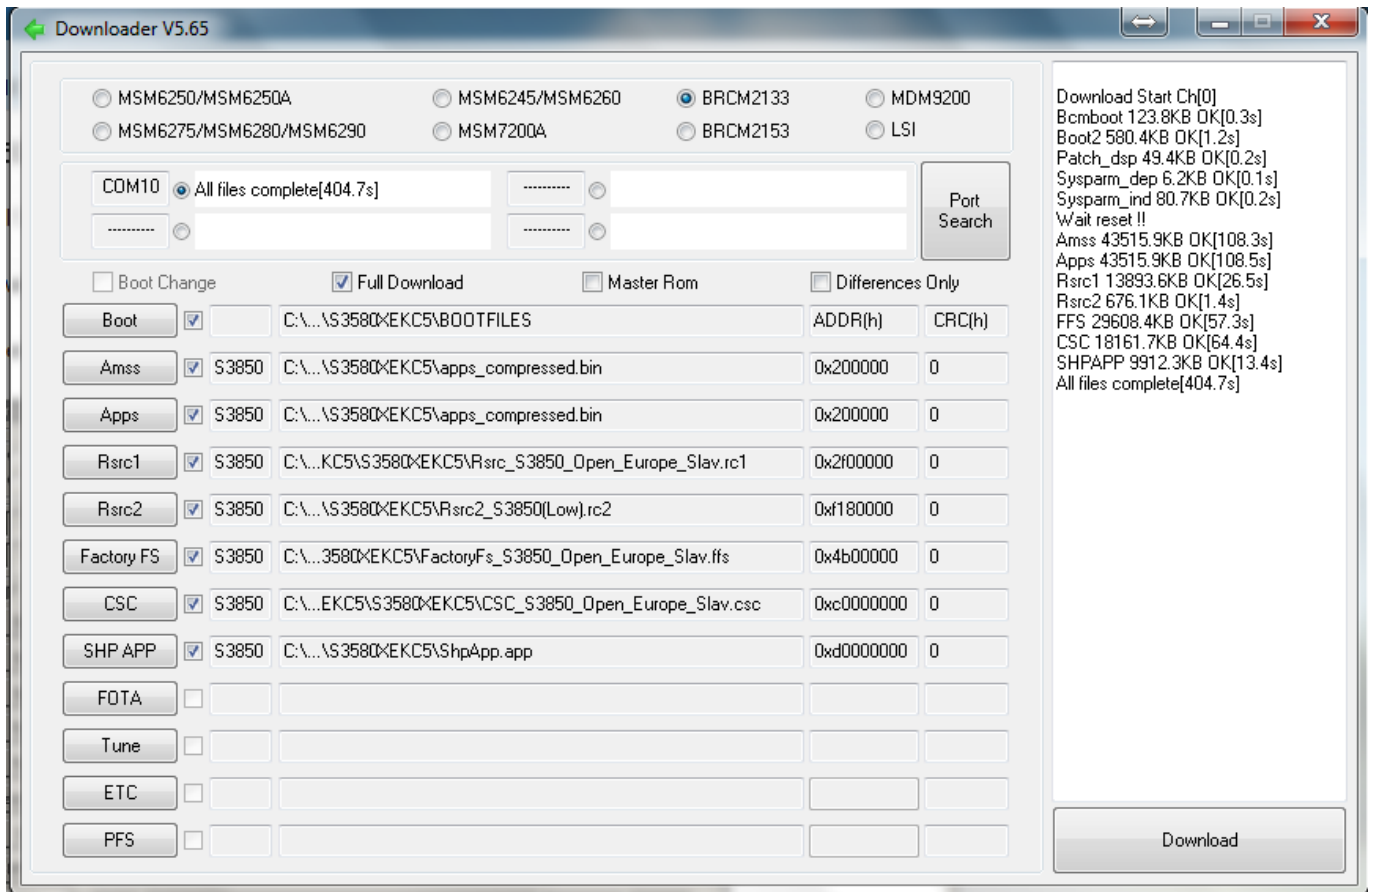 Downloader V5.65
MSM6250/MSM6250A MSM6245/MSM6260 BRCM2133 MDM9200
MSM6275/MSM6280/MSM6290 MSM7200A BRCM2153 LSI
COM10 All files complete[404.7s] ----------
---------- ----------
Port
Search
Boot Change Full Download Master Rom Differences Only
Boot C:\...\S3580XEKC5\BOOTFILES ADDR(h) CRC(h)
Amss S3850 C:\...\S3580XEKC5\apps_compressed.bin 0x200000 0
Apps S3850 C:\...\S3580XEKC5\apps_compressed.bin 0x200000 0
Rsrc1 S3850 C:\...KC5\S3580XEKC5\Rsrc_S3850_Open_Europe_Slav.rc1 0x2f00000 0
Rsrc2 S3850 C:\...\S3580XEKC5\Rsrc2_S3850(Low).rc2 0xf180000 0
Factory FS S3850 C:\...3580XEKC5\FactoryFs_S3850_Open_Europe_Slav.ffs 0x4b00000 0
CSC S3850 C:\...EKC5\S3580XEKC5\CSC_S3850_Open_Europe_Slav.csc 0xc0000000 0
SHP APP S3850 C:\...\S3580XEKC5\ShpApp.app 0xd0000000 0
FOTA
Tune
ETC
PFS
Download Start Ch[0]
Bcmboot 123.8KB OK[0.3s]
Boot2 580.4KB OK[1.2s]
Patch_dsp 49.4KB OK[0.2s]
Sysparm_dep 6.2KB OK[0.1s]
Sysparm_ind 80.7KB OK[0.2s]
Wait reset !!
Amss 43515.9KB OK[108.3s]
Apps 43515.9KB OK[108.5s]
Rsrc1 13893.6KB OK[26.5s]
Rsrc2 676.1KB OK[1.4s]
FFS 29608.4KB OK[57.3s]
CSC 18161.7KB OK[64.4s]
SHPAPP 9912.3KB OK[13.4s]
All files complete[404.7s]
Download